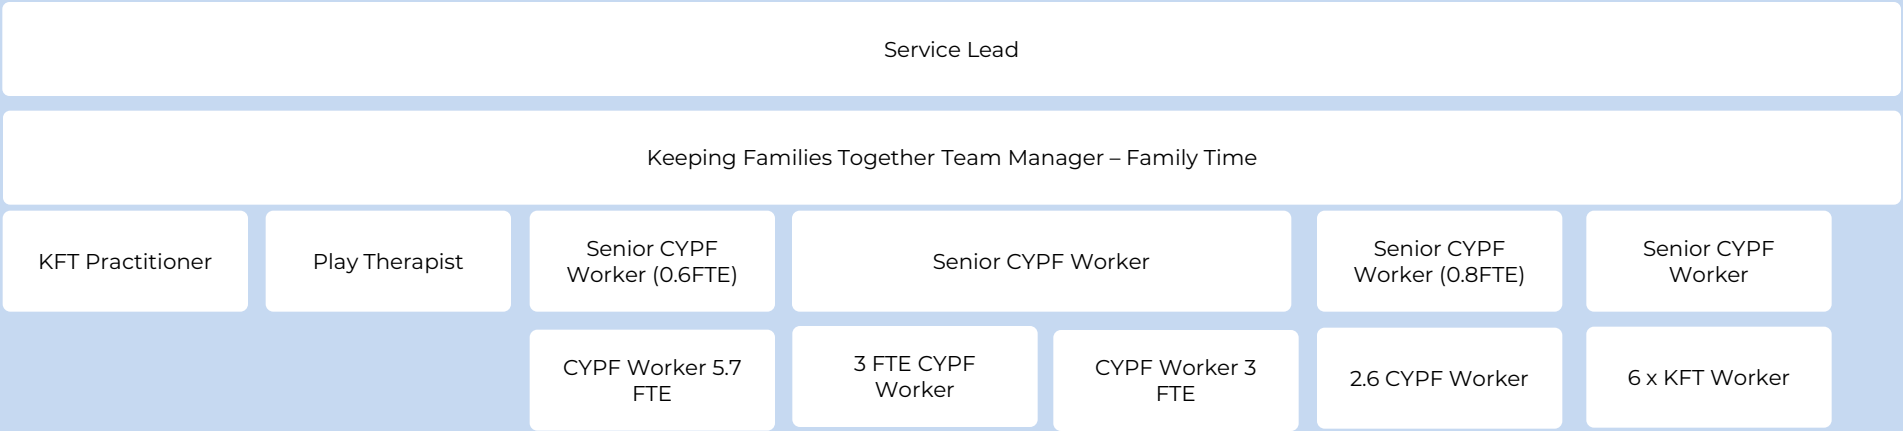 Service Lead
Keeping Families Together Team Manager – Family Time
KFT Practitioner
Play Therapist
Senior CYPF
Worker (0.6FTE)
Senior CYPF Worker
Senior CYPF
Worker (0.8FTE)
Senior CYPF
Worker
CYPF Worker 5.7
FTE
3 FTE CYPF
Worker
CYPF Worker 3
FTE
2.6 CYPF Worker
6 x KFT Worker